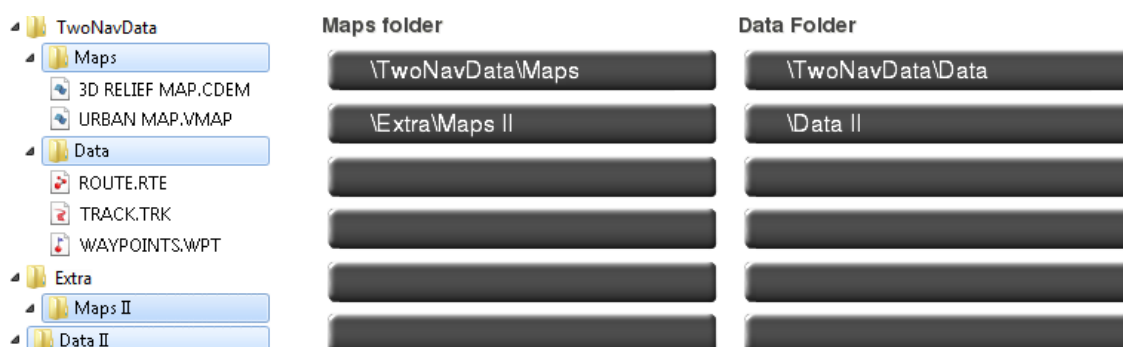 TwoNavData
Maps
3D RELIEF MAP.CDEM
URBAN MAP.VMAP
Data
ROUTE.RTE
TRACK.TRK
WAYPOINTS.WPT
Extra
Maps II
Data II
Maps folder
\TwoNavData\Maps
\Extra\Maps II
Data Folder
\TwoNavData\Data
\Data II